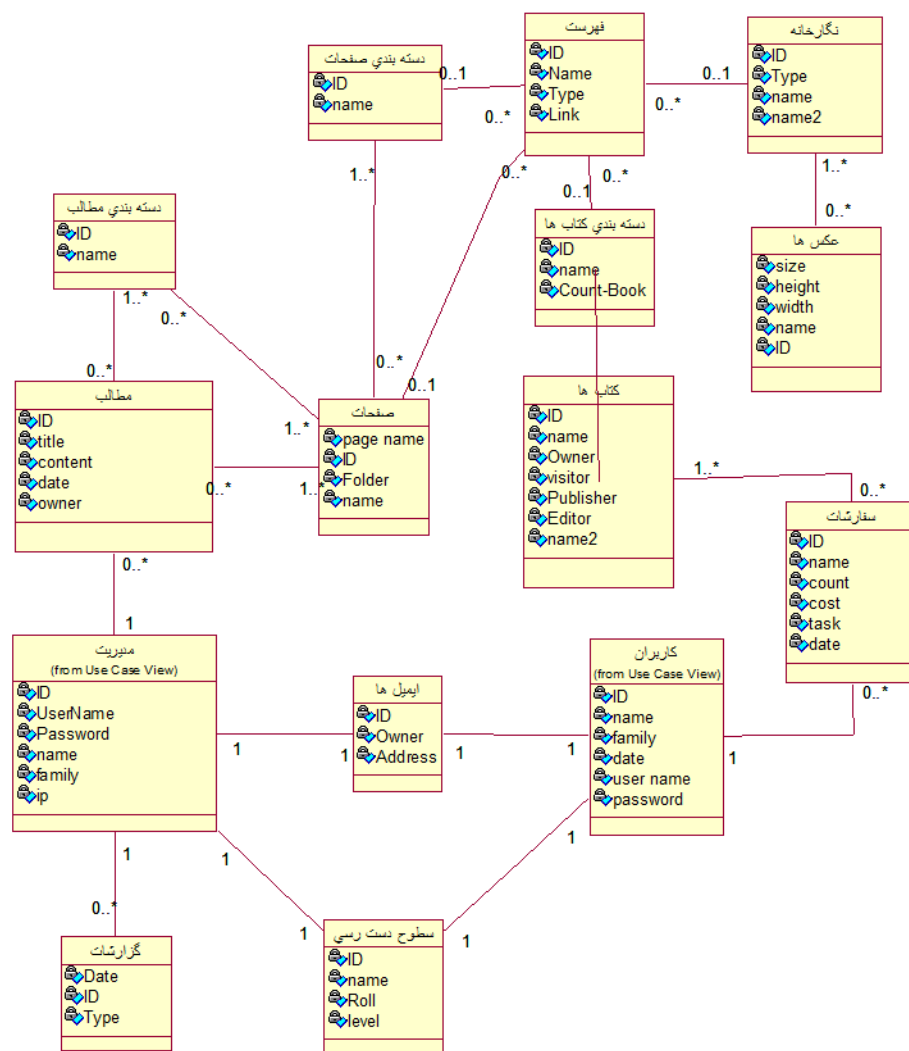 فهرست
ID
Name
Type
Link
نگارخانه
ID
Type
name
name2
دسته بندي صفحات
ID
name
0..1
0..*
0..1
0..*
0..*
0..1
0..*
1..*
1..*
0..*
دسته بندي مطالب
ID
name
دسته بندي کتاب ها
ID
name
Count-Book
عکس ها
size
height
width
name
ID
1..*
0..*
0..*
0..*
0..1
مطالب
ID
title
content
date
owner
صفحات
page name
ID
Folder
name
1..*
0..*
1..*
کتاب ها
ID
name
Owner
visitor
Publisher
Editor
name2
1..*
0..*
سفارشات
ID
name
count
cost
task
date
0..*
1
0..*
1
مديريت
(from Use Case View)
ID
UserName
Password
name
family
ip
1
1
ايميل ها
ID
Owner
Address
1
1
کاربران
(from Use Case View)
ID
name
family
date
user name
password
1
1
1
0..*
1
1
گزارشات
Date
ID
Type
سطوح دست رسي
ID
name
Roll
level